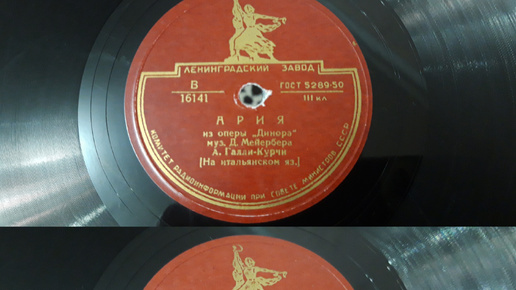 ЛЕНИНГРАДСКИЙ ЗАВОД
В
16141
ГОСТ 5289-50
III кл
АРИЯ
из оперы „Динора"
муз. Д. Мейербера
А. Галли-Курчи
[На итальянском яз.]
КОМИТЕТ РАДИОИНФОРМАЦИИ ПРИ СОВЕТЕ МИНИСТРОВ СССР